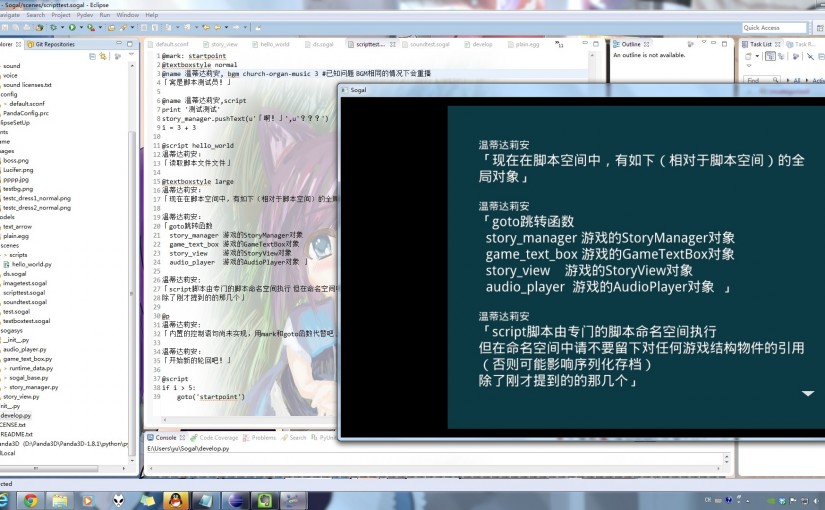 - Sogal/scenes/scripttest.sogal - Eclipse
Navigate Search Project Pydev Run Window Help
Quick Access
Git Repositories
default.sconf story_view hello_world ds.sogal scripttest.... soundtest.sogal develop plain.egg
Outline
Task List
An outline is not available.
Find All
sound
voice
sound licenses.txt
config
default.sconf
PandaConfig.prc
boss.png
Lucifer.png
pppp.jpg
testbg.png
testc_dress1_normal.png
testc_dress2_normal.png
text_arrow
plain.egg
scenes
scripts
hello_world.py
ds.sogal
imagetest.sogal
scripttest.sogal
soundtest.sogal
test.sogal
textboxtest.sogal
sogasys
__init__.py
audio_player.py
game_text_box.py
runtime_data.py
sogal_base.py
story_manager.py
story_view.py
develop.py
README.txt
1 @mark: startpoint
2 @textboxstyle normal
3 @name 温蒂达莉安, bgm church-organ-music 3 #已知问题 BGM相同的情况下会重播
4 「窝是脚本测试员！」
5
6 @name 温蒂达莉安,script
7 print '测试测试'
8 story_manager.pushText(u'「啊！」',u'？？？')
9 i = 3 + 3
10
11 @script hello_world
12 温蒂达莉安：
13 「读取脚本文件文件」
14
15 @textboxstyle large
16 温蒂达莉安：
17 「现在在脚本空间中，有如下（相对于脚本空间）的全局
18
19 温蒂达莉安：
20 「goto跳转函数
21 story_manager 游戏的StoryManager对象
22 game_text_box 游戏的GameTextBox对象
23 story_view 游戏的StoryView对象
24 audio_player 游戏的AudioPlayer对象 」
25
26 温蒂达莉安：
27 「script脚本由专门的脚本命名空间执行 但在命名空间中
28 除了刚才提到的的那几个」
29
30 @p
31 温蒂达莉安：
32 「内置的控制语句尚未实现，用mark和goto函数代替吧
33
34 温蒂达莉安：
35 「开始新的轮回吧！」
36
37 @script
38 if i > 5:
39 goto('startpoint')
Sogal
温蒂达莉安
「现在在脚本空间中，有如下（相对于脚本空间）的全
局对象」
温蒂达莉安
「goto跳转函数
story_manager 游戏的StoryManager对象
game_text_box 游戏的GameTextBox对象
story_view 游戏的StoryView对象
audio_player 游戏的AudioPlayer对象 」
温蒂达莉安
「script脚本由专门的脚本命名空间执行
但在命名空间中请不要留下对任何游戏结构物件的引用
（否则可能影响序列化存档）
除了刚才提到的的那几个」
Console Code Coverage Problems Search
E:\Users\yu\Sogal\develop.py